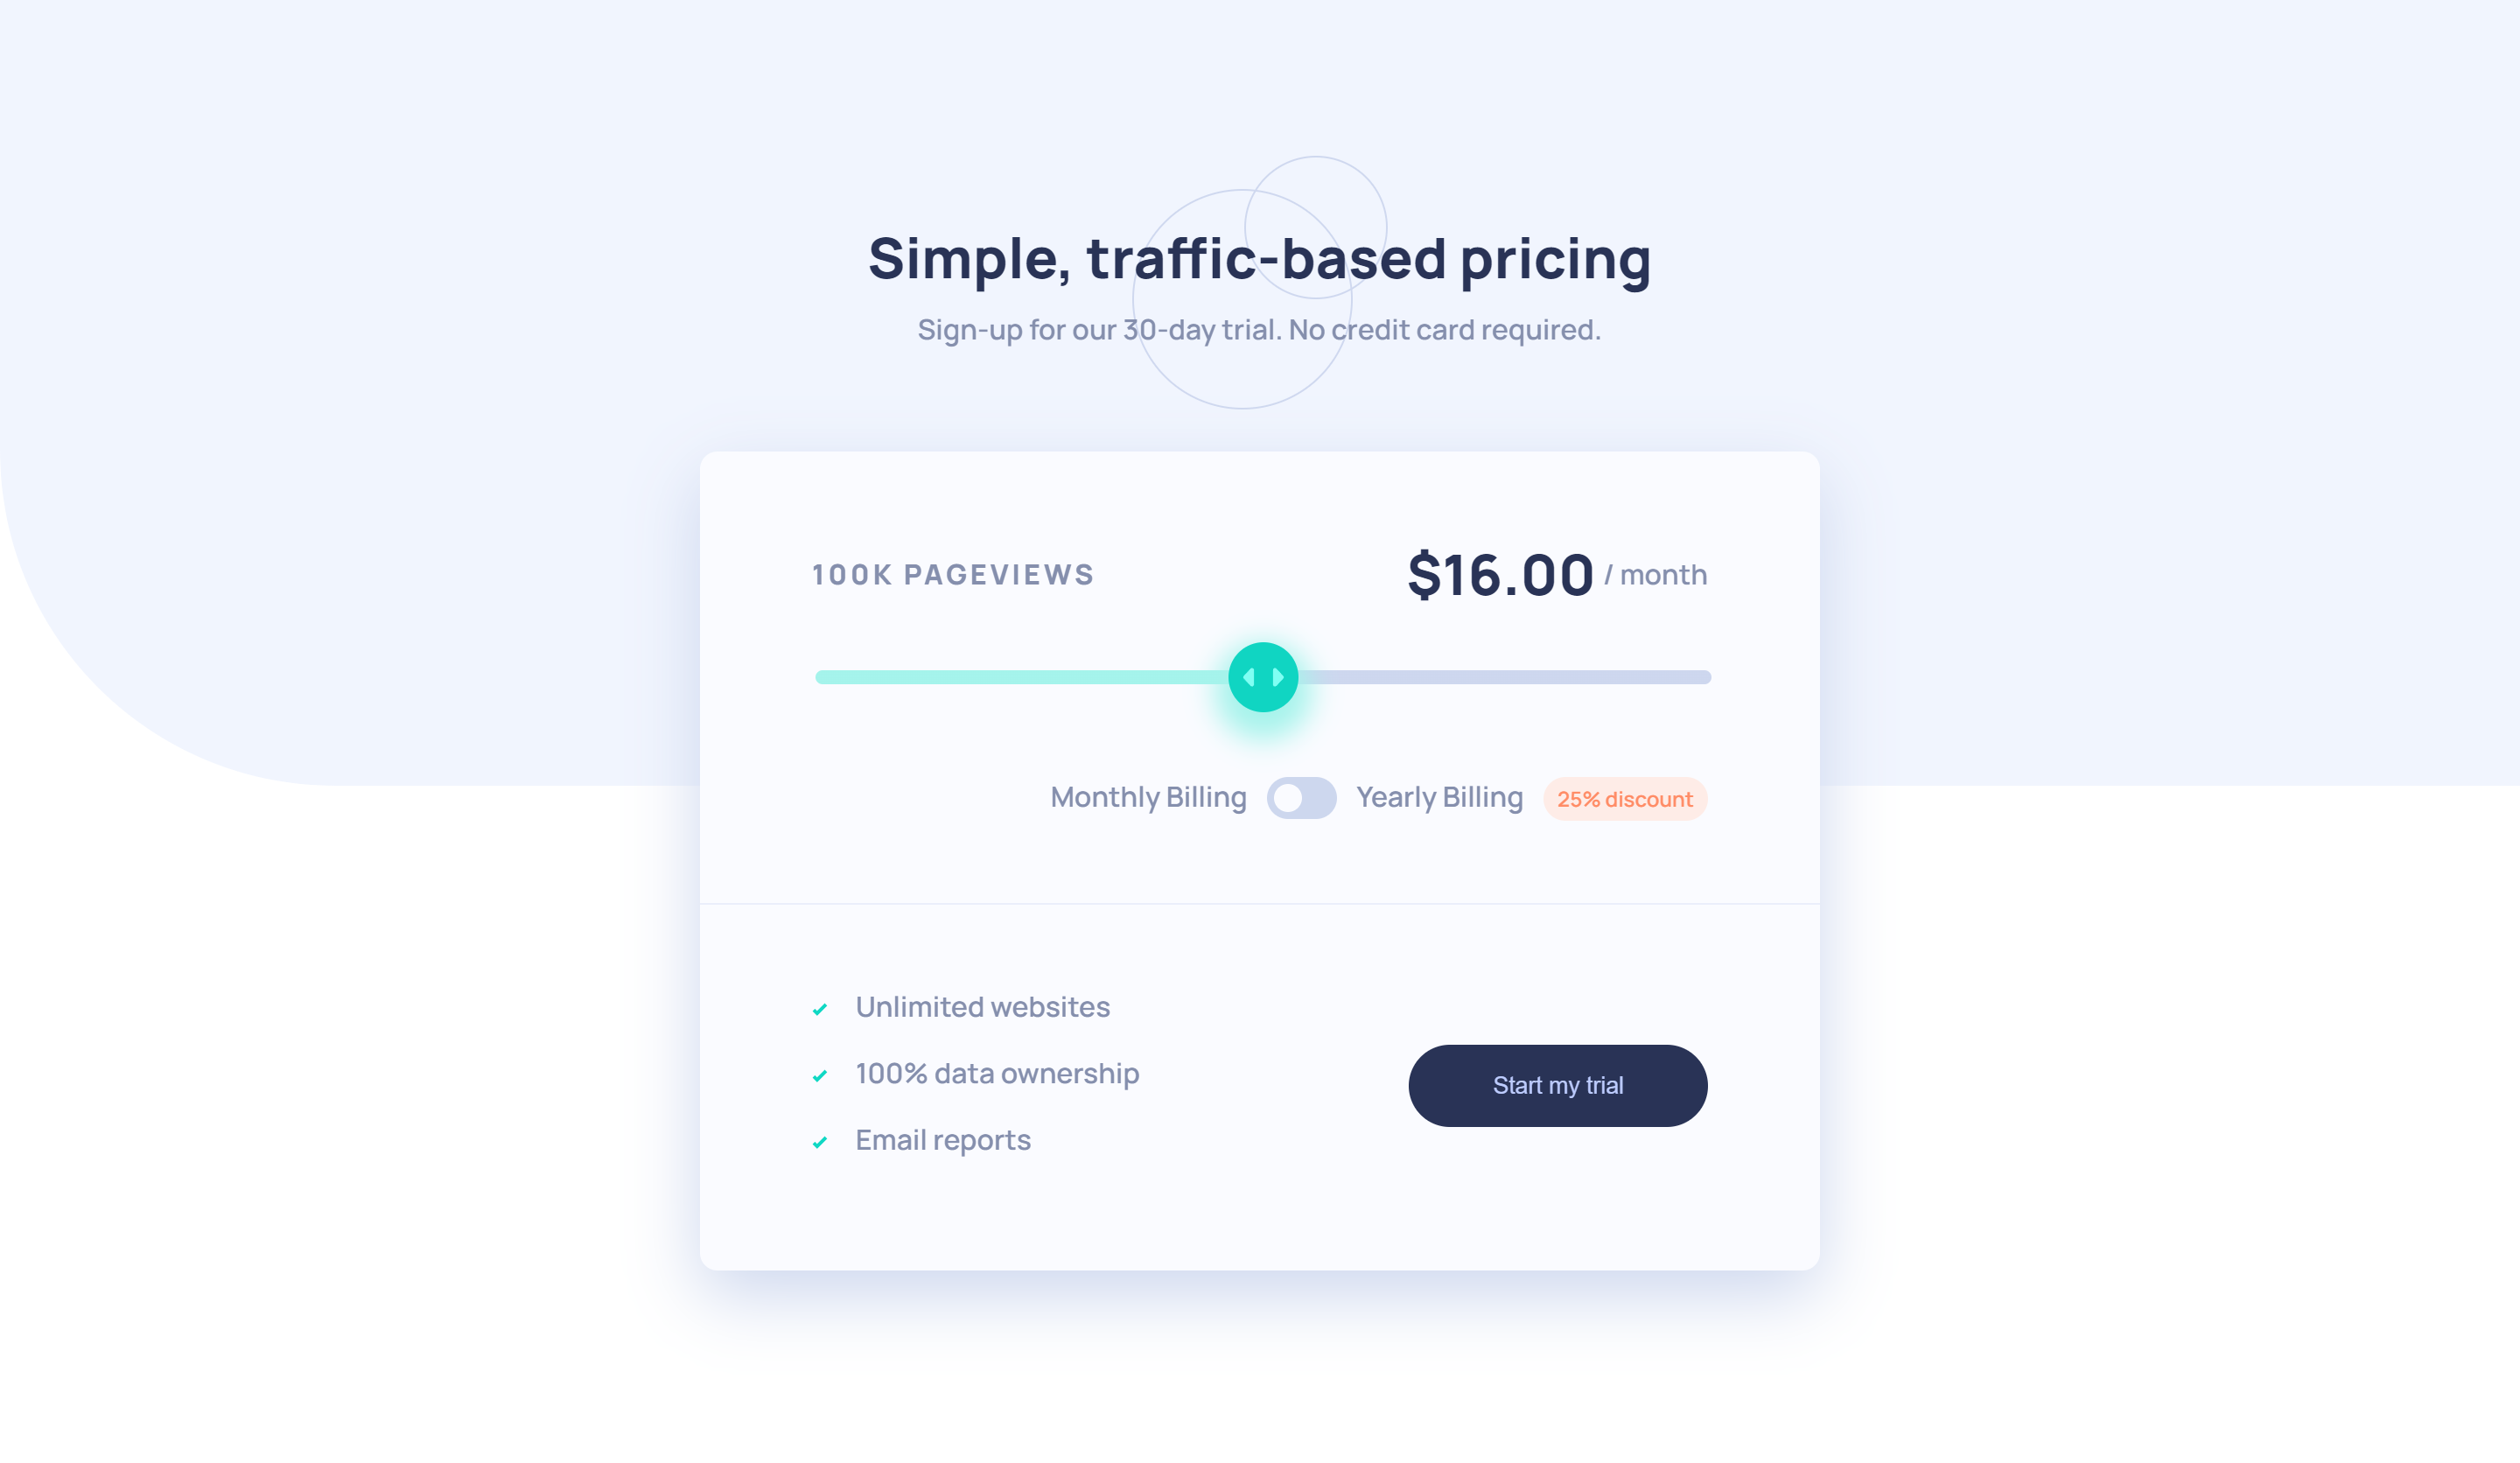 Simple, traffic-based pricing
Sign-up for our 30-day trial. No credit card required.
100K PAGEVIEWS
$16.00 / month
Monthly Billing
Yearly Billing
25% discount
Unlimited websites
100% data ownership
Email reports
Start my trial